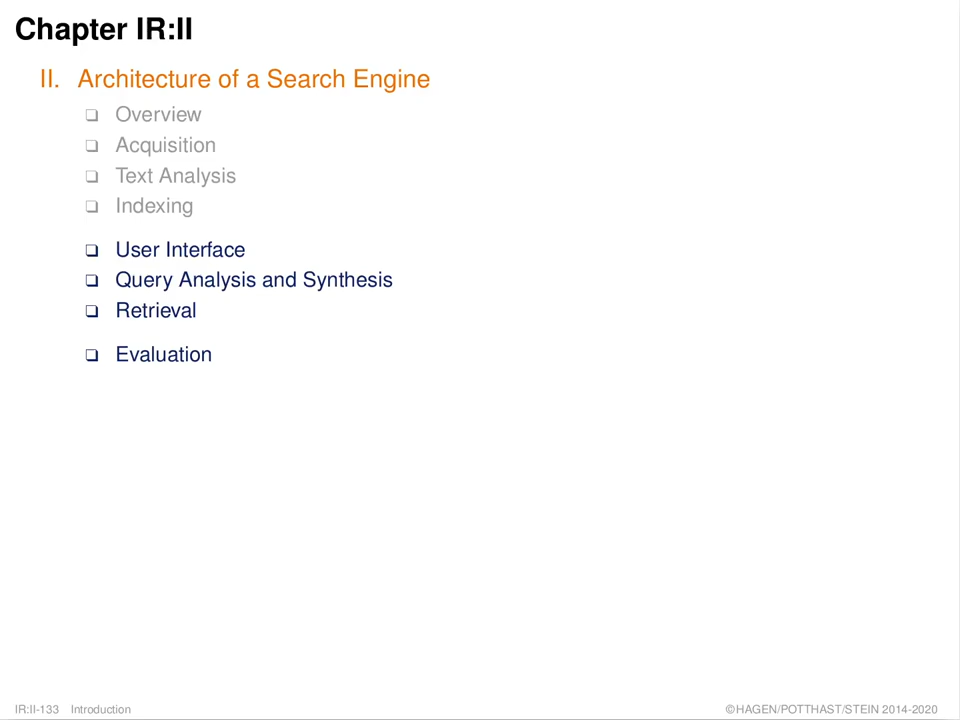 Chapter IR:II
II. Architecture of a Search Engine
❑ Overview
❑ Acquisition
❑ Text Analysis
❑ Indexing
❑ User Interface
❑ Query Analysis and Synthesis
❑ Retrieval
❑ Evaluation
IR:II-133 Introduction ©HAGEN/POTTHAST/STEIN 2014-2020